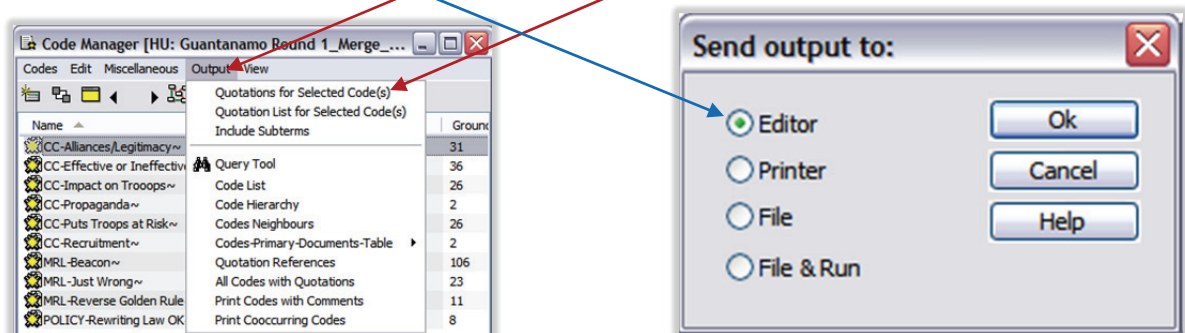 Code Manager [HU: Guantanamo Round 1_Merge_...
Codes Edit Miscellaneous Output View
Quotations for Selected Code(s)
Quotation List for Selected Code(s)
Include Subterms
Query Tool
Code List
Code Hierarchy
Codes Neighbours
Codes-Primary-Documents-Table
Quotation References
All Codes with Quotations
Print Codes with Comments
Print Cooccurring Codes
Name Ground
CC-Alliances/Legitimacy~ 31
CC-Effective or Ineffectiv 36
CC-Impact on Trooops~ 26
CC-Propaganda~ 2
CC-Puts Troops at Risk~ 26
CC-Recruitment~ 2
MRL-Beacon~ 106
MRL-Just Wrong~ 23
MRL-Reverse Golden Rule 11
POLICY-Rewriting Law OK 8
Send output to:
Editor
Printer
File
File & Run
Ok
Cancel
Help